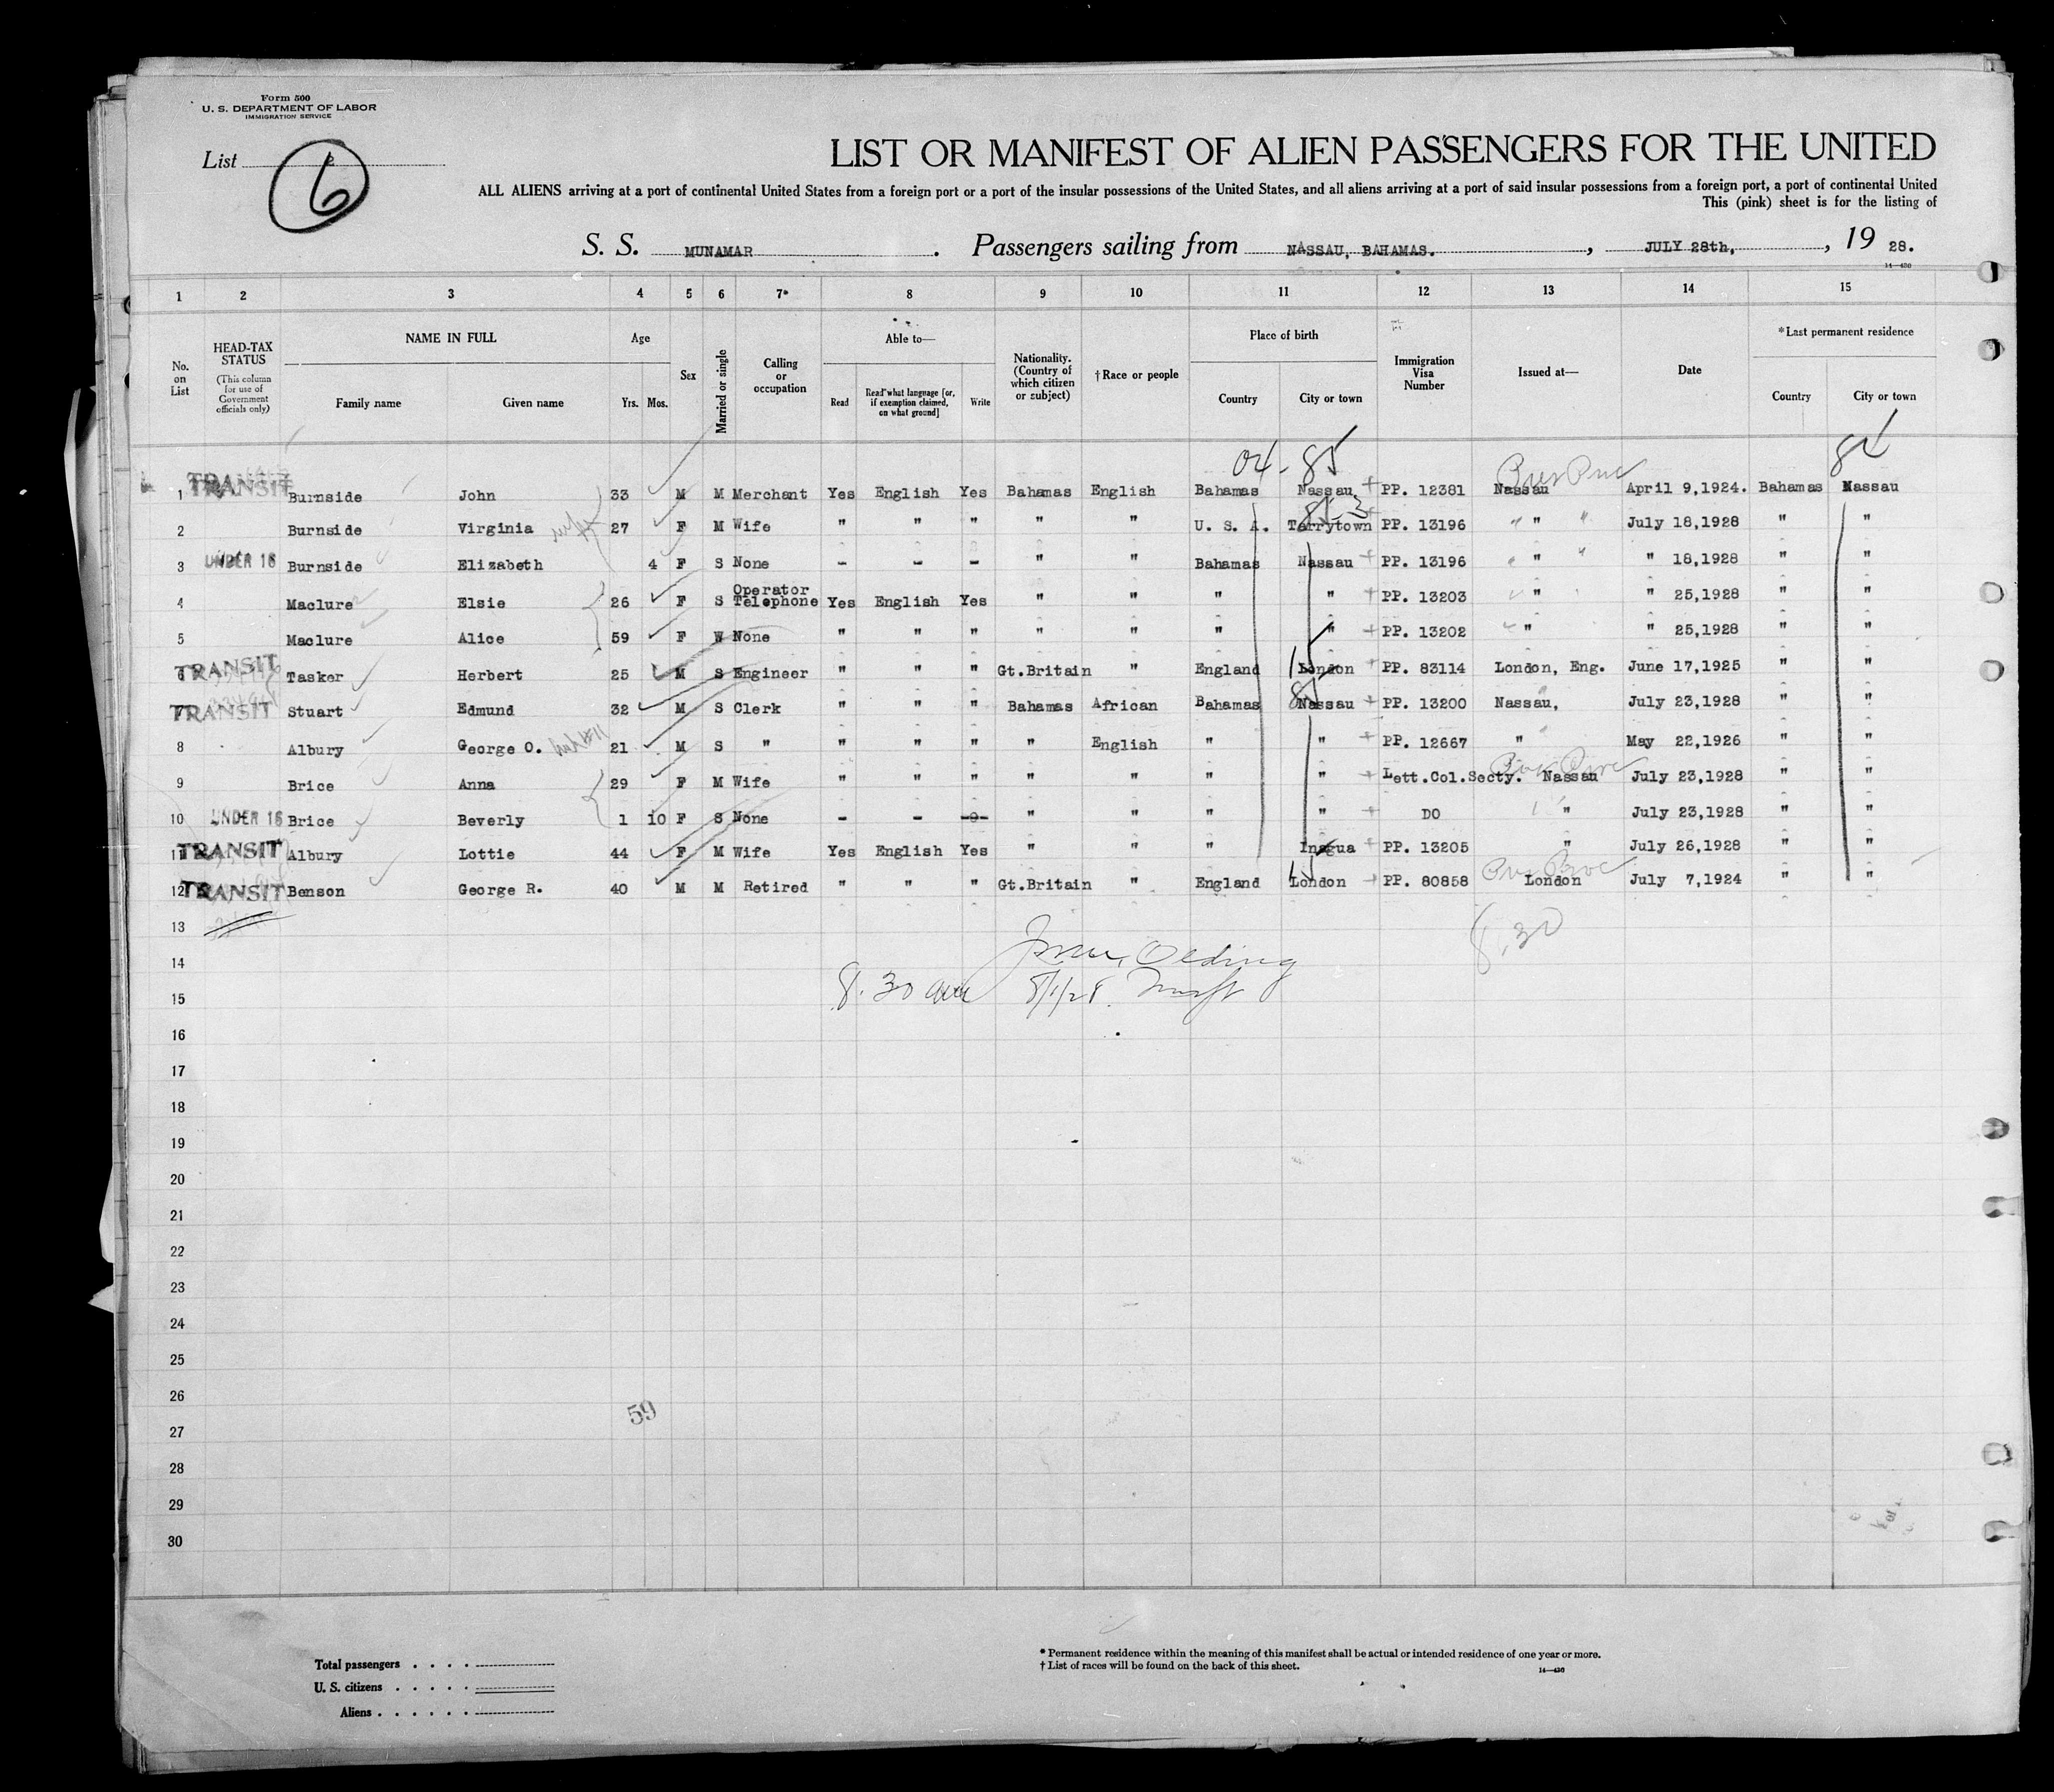 Form 500
U. S. DEPARTMENT OF LABOR
IMMIGRATION SERVICE
List
6
LIST OR MANIFEST OF ALIEN PASSENGERS FOR THE UNITED
ALL ALIENS arriving at a port of continental United States from a foreign port or a port of the insular possessions of the United States, and all aliens arriving at a port of said insular possessions from a foreign port, a port of continental United
This (pink) sheet is for the listing of
S. S. MUNAMAR. Passengers sailing from NASSAU, BAHAMAS. , JULY 28th, , 19 28.
14—430
1 2 3 4 5 6 7* 8 9 10 11 12 13 14 15
No. on List
HEAD-TAX STATUS
(This column for use of Government officials only)
NAME IN FULL
Family name Given name
Age
Yrs. Mos.
Sex
Married or single
Calling or occupation
Able to—
Read
Read what language [or, if exemption claimed, on what ground]
Write
Nationality. (Country of which citizen or subject)
† Race or people
Place of birth
Country City or town
Immigration Visa Number
Issued at—
Date
*Last permanent residence
Country City or town
04 - 85 84
1 TRANSIT Burnside John 33 M M Merchant Yes English Yes Bahamas English Bahamas Nassau PP. 12381 Nassau April 9,1924. Bahamas Nassau
2 Burnside Virginia wife 27 F M Wife " " " " " U. S. A. Tarrytown PP. 13196 " July 18,1928 " "
3 UNDER 16 Burnside Elizabeth 4 F S None - - - " " Bahamas Nassau PP. 13196 " " 18,1928 " "
4 Maclure Elsie 26 F S Operator Telephone Yes English Yes " " " " PP. 13203 " " 25,1928 " "
5 Maclure Alice 59 F W None " " " " " " " PP. 13202 " " 25,1928 " "
6 TRANSIT Tasker Herbert 25 M S Engineer " " " Gt.Britain " England London PP. 83114 London, Eng. June 17,1925 " "
7 TRANSIT Stuart Edmund 32 M S Clerk " " " Bahamas African Bahamas Nassau PP. 13200 Nassau, July 23,1928 " "
8 Albury George O. 21 M S " " " " " English " " PP. 12667 " May 22,1926 " "
9 Brice Anna 29 F M Wife " " " " " " " Lett.Col.Secty. Nassau July 23,1928 " "
10 UNDER 16 Brice Beverly 1 10 F S None - - - " " " " DO " July 23,1928 " "
11 TRANSIT Albury Lottie 44 F M Wife Yes English Yes " " " Inagua PP. 13205 " July 26,1928 " "
12 TRANSIT Benson George R. 40 M M Retired " " " Gt.Britain " England London PP. 80858 London July 7,1924 " "
13
14
8.30
15 8.30 am 8/1/28
16
17
18
19
20
21
22
23
24
25
26
59
27
28
29
30
Total passengers . . . .
U. S. citizens . . . . .
Aliens . . . . . .
* Permanent residence within the meaning of this manifest shall be actual or intended residence of one year or more.
† List of races will be found on the back of this sheet.
14—430